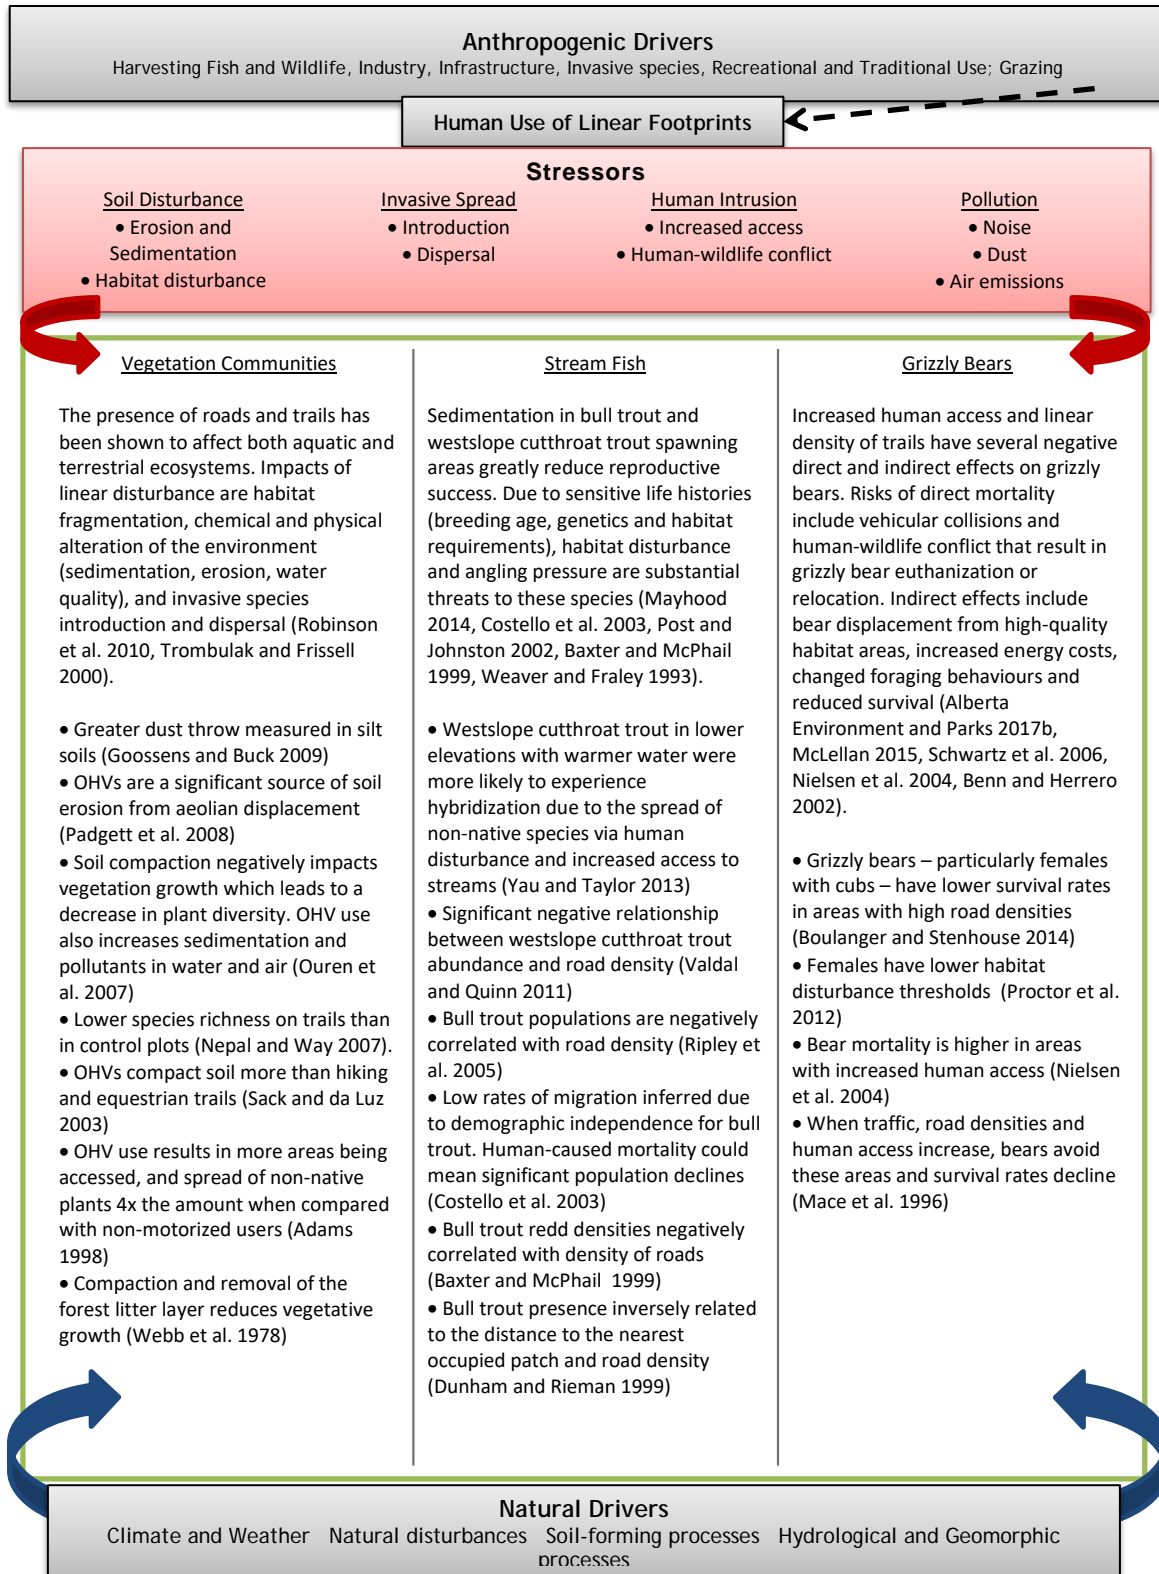 Anthropogenic Drivers
Harvesting Fish and Wildlife, Industry, Infrastructure, Invasive species, Recreational and Traditional Use; Grazing
Human Use of Linear Footprints
Stressors
Soil Disturbance
• Erosion and
Sedimentation
• Habitat disturbance
Invasive Spread
• Introduction
• Dispersal
Human Intrusion
• Increased access
• Human-wildlife conflict
Pollution
• Noise
• Dust
• Air emissions
Vegetation Communities
The presence of roads and trails has
been shown to affect both aquatic and
terrestrial ecosystems. Impacts of
linear disturbance are habitat
fragmentation, chemical and physical
alteration of the environment
(sedimentation, erosion, water
quality), and invasive species
introduction and dispersal (Robinson
et al. 2010, Trombulak and Frissell
2000).
• Greater dust throw measured in silt
soils (Goossens and Buck 2009)
• OHVs are a significant source of soil
erosion from aeolian displacement
(Padgett et al. 2008)
• Soil compaction negatively impacts
vegetation growth which leads to a
decrease in plant diversity. OHV use
also increases sedimentation and
pollutants in water and air (Ouren et
al. 2007)
• Lower species richness on trails than
in control plots (Nepal and Way 2007).
• OHVs compact soil more than hiking
and equestrian trails (Sack and da Luz
2003)
• OHV use results in more areas being
accessed, and spread of non-native
plants 4x the amount when compared
with non-motorized users (Adams
1998)
• Compaction and removal of the
forest litter layer reduces vegetative
growth (Webb et al. 1978)
Stream Fish
Sedimentation in bull trout and
westslope cutthroat trout spawning
areas greatly reduce reproductive
success. Due to sensitive life histories
(breeding age, genetics and habitat
requirements), habitat disturbance
and angling pressure are substantial
threats to these species (Mayhood
2014, Costello et al. 2003, Post and
Johnston 2002, Baxter and McPhail
1999, Weaver and Fraley 1993).
• Westslope cutthroat trout in lower
elevations with warmer water were
more likely to experience
hybridization due to the spread of
non-native species via human
disturbance and increased access to
streams (Yau and Taylor 2013)
• Significant negative relationship
between westslope cutthroat trout
abundance and road density (Valdal
and Quinn 2011)
• Bull trout populations are negatively
correlated with road density (Ripley et
al. 2005)
• Low rates of migration inferred due
to demographic independence for bull
trout. Human-caused mortality could
mean significant population declines
(Costello et al. 2003)
• Bull trout redd densities negatively
correlated with density of roads
(Baxter and McPhail 1999)
• Bull trout presence inversely related
to the distance to the nearest
occupied patch and road density
(Dunham and Rieman 1999)
Grizzly Bears
Increased human access and linear
density of trails have several negative
direct and indirect effects on grizzly
bears. Risks of direct mortality
include vehicular collisions and
human-wildlife conflict that result in
grizzly bear euthanization or
relocation. Indirect effects include
bear displacement from high-quality
habitat areas, increased energy costs,
changed foraging behaviours and
reduced survival (Alberta
Environment and Parks 2017b,
McLellan 2015, Schwartz et al. 2006,
Nielsen et al. 2004, Benn and Herrero
2002).
• Grizzly bears – particularly females
with cubs – have lower survival rates
in areas with high road densities
(Boulanger and Stenhouse 2014)
• Females have lower habitat
disturbance thresholds (Proctor et al.
2012)
• Bear mortality is higher in areas
with increased human access (Nielsen
et al. 2004)
• When traffic, road densities and
human access increase, bears avoid
these areas and survival rates decline
(Mace et al. 1996)
Natural Drivers
Climate and Weather Natural disturbances Soil-forming processes Hydrological and Geomorphic
processes